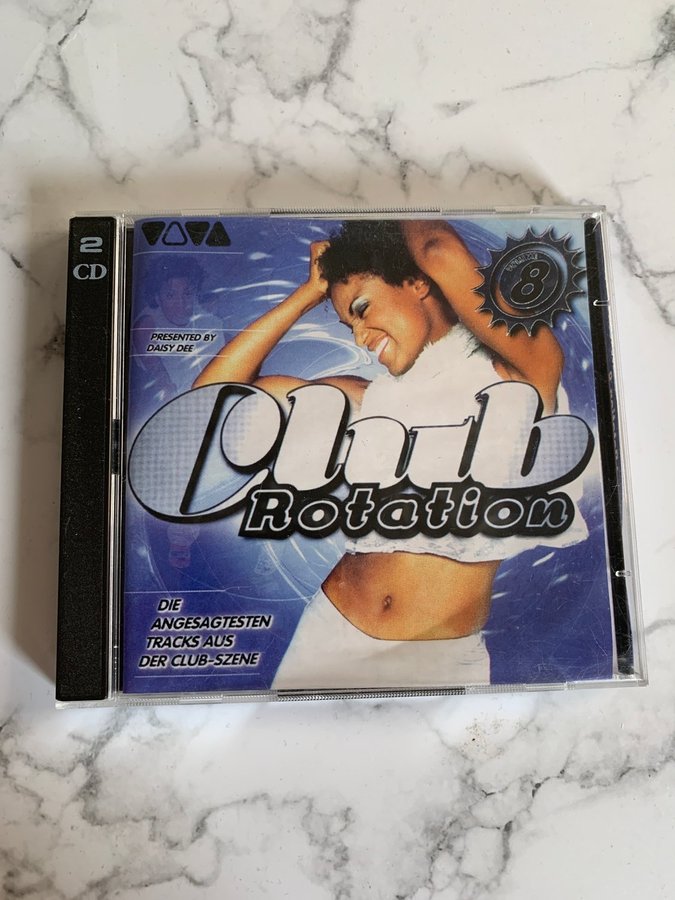 2
CD
VIVA
PRESENTED BY
DAISY DEE
8
Club
Rotation
DIE
ANGESAGTESTEN
TRACKS AUS
DER CLUB-SZENE